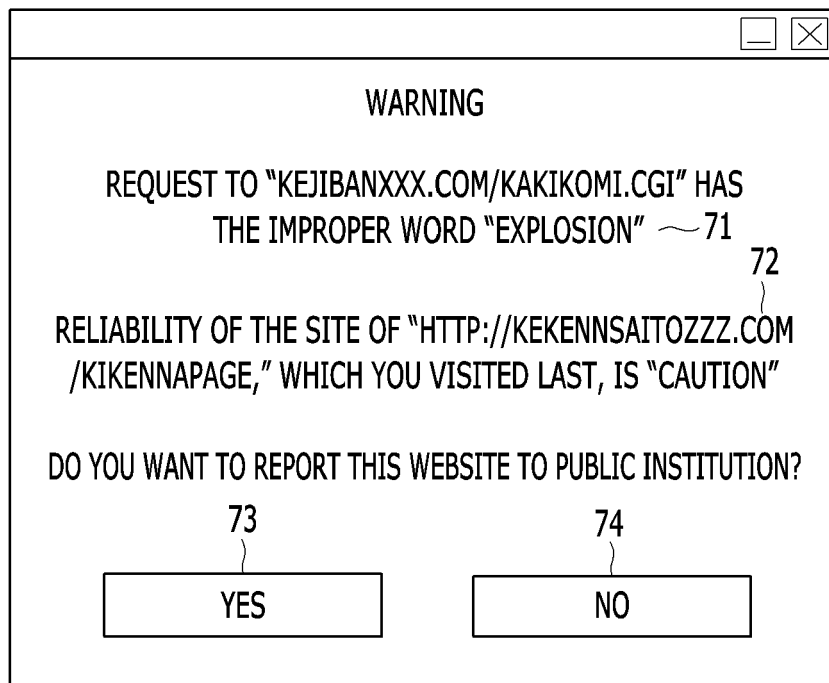 WARNING
REQUEST TO “KEJIBANXXX.COM/KAKIKOMI.CGI” HAS
THE IMPROPER WORD “EXPLOSION” 71
72
RELIABILITY OF THE SITE OF “HTTP://KEKENNSAITOZZZ.COM
/KIKENNAPAGE,” WHICH YOU VISITED LAST, IS “CAUTION”
DO YOU WANT TO REPORT THIS WEBSITE TO PUBLIC INSTITUTION?
73 74
YES NO